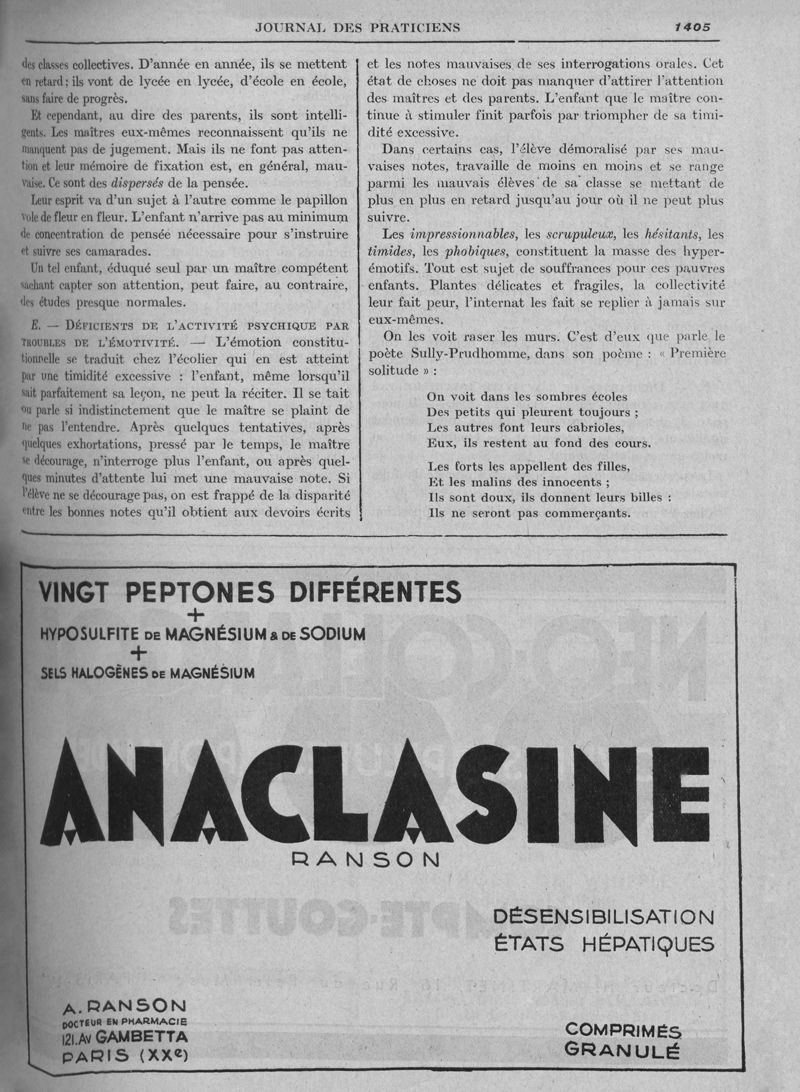 JOURNAL DES PRATICIENS 1405
des classes collectives. D'année en année, ils se mettent
en retard ; ils vont de lycée en lycée, d'école en école,
sans faire de progrès.
Et cependant, au dire des parents, ils sont intelli-
gents. Les maîtres eux-mêmes reconnaissent qu'ils ne
manquent pas de jugement. Mais ils ne font pas atten-
tion et leur mémoire de fixation est, en général, mau-
vaise. Ce sont des dispersés de la pensée.
Leur esprit va d'un sujet à l'autre comme le papillon
vole de fleur en fleur. L'enfant n'arrive pas au minimum
de concentration de pensée nécessaire pour s'instruire
et suivre ses camarades.
Un tel enfant, éduqué seul par un maître compétent
sachant capter son attention, peut faire, au contraire,
des études presque normales.
E. — DÉFICIENTS DE L'ACTIVITÉ PSYCHIQUE PAR
TROUBLES DE L'ÉMOTIVITÉ. — L'émotion constitu-
tionnelle se traduit chez l'écolier qui en est atteint
par une timidité excessive : l'enfant, même lorsqu'il
sait parfaitement sa leçon, ne peut la réciter. Il se tait
ou parle si indistinctement que le maître se plaint de
ne pas l'entendre. Après quelques tentatives, après
quelques exhortations, pressé par le temps, le maître
se décourage, n'interroge plus l'enfant, ou après quel-
ques minutes d'attente lui met une mauvaise note. Si
l'élève ne se décourage pas, on est frappé de la disparité
entre les bonnes notes qu'il obtient aux devoirs écrits
et les notes mauvaises de ses interrogations orales. Cet
état de choses ne doit pas manquer d'attirer l'attention
des maîtres et des parents. L'enfant que le maître con-
tinue à stimuler finit parfois par triompher de sa timi-
dité excessive.
Dans certains cas, l'élève démoralisé par ses mau-
vaises notes, travaille de moins en moins et se range
parmi les mauvais élèves de sa classe se mettant de
plus en plus en retard jusqu'au jour où il ne peut plus
suivre.
Les impressionnables, les scrupuleux, les hésitants, les
timides, les phobiques, constituent la masse des hyper-
émotifs. Tout est sujet de souffrances pour ces pauvres
enfants. Plantes délicates et fragiles, la collectivité
leur fait peur, l'internat les fait se replier à jamais sur
eux-mêmes.
On les voit raser les murs. C'est d'eux que parle le
poète Sully-Prudhomme, dans son poème : « Première
solitude » :
On voit dans les sombres écoles
Des petits qui pleurent toujours ;
Les autres font leurs cabrioles,
Eux, ils restent au fond des cours.
Les forts les appellent des filles,
Et les malins des innocents ;
Ils sont doux, ils donnent leurs billes :
Ils ne seront pas commerçants.
VINGT PEPTONES DIFFÉRENTES
+
HYPOSULFITE DE MAGNÉSIUM & DE SODIUM
+
SELS HALOGÈNES DE MAGNÉSIUM
ANACLASINE
RANSON
DÉSENSIBILISATION
ÉTATS HÉPATIQUES
A. RANSON
DOCTEUR EN PHARMACIE
121. AV GAMBETTA
PARIS (XXe)
COMPRIMÉS
GRANULÉ